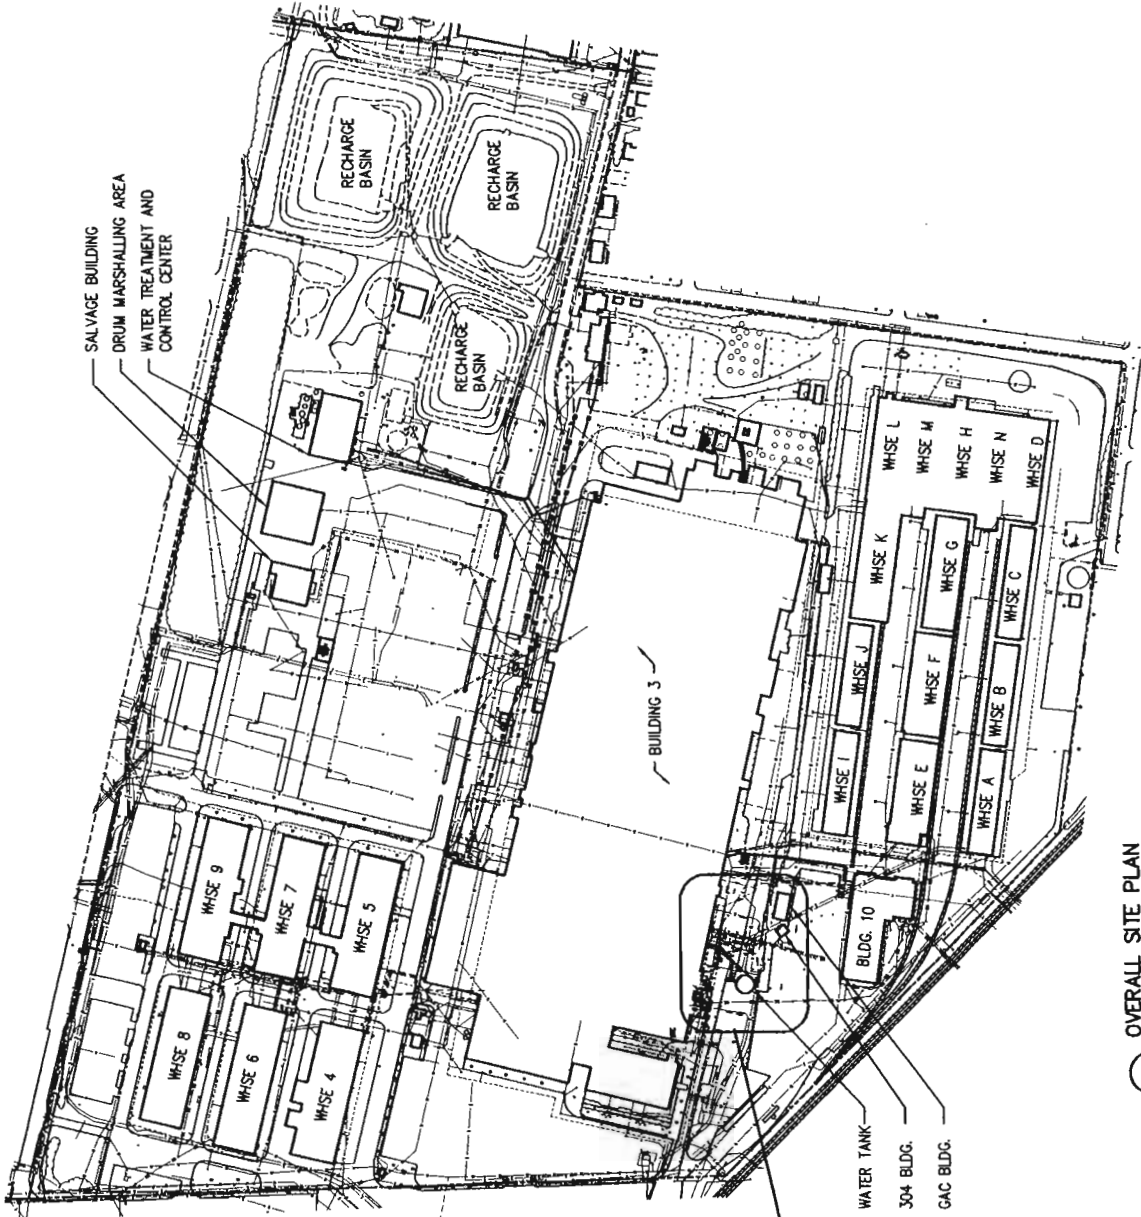 SALVAGE BUILDING
DRUM MARSHALLING AREA
WATER TREATMENT AND
CONTROL CENTER
RECHARGE
BASIN
RECHARGE
BASIN
RECHARGE
BASIN
BUILDING 3
WHSE 9
WHSE 7
WHSE 5
WHSE 8
WHSE 6
WHSE 4
WHSE L
WHSE M
WHSE H
WHSE N
WHSE D
WHSE K
WHSE G
WHSE C
WHSE J
WHSE F
WHSE B
WHSE I
WHSE E
WHSE A
BLDG. 10
WATER TANK
304 BLDG.
GAC BLDG.
OVERALL SITE PLAN